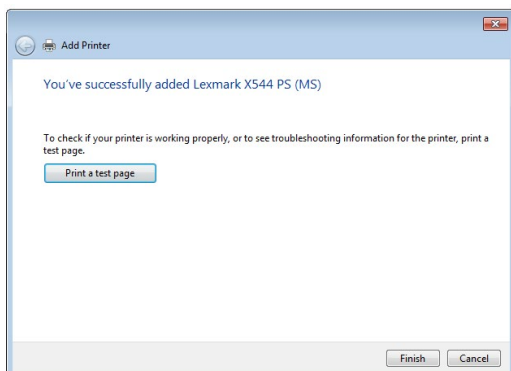 Add Printer
You've successfully added Lexmark X544 PS (MS)
To check if your printer is working properly, or to see troubleshooting information for the printer, print a
test page.
Print a test page
Finish
Cancel